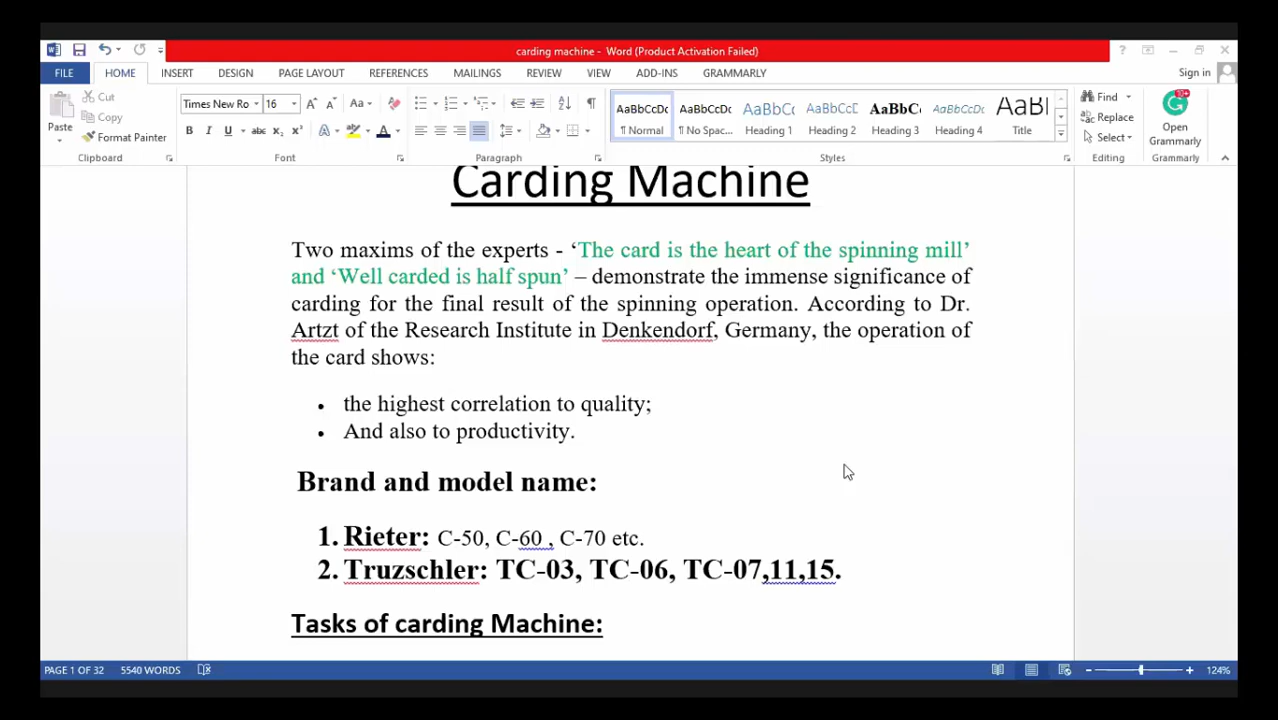 carding machine - Word (Product Activation Failed)
FILE HOME INSERT DESIGN PAGE LAYOUT REFERENCES MAILINGS REVIEW VIEW ADD-INS GRAMMARLY Sign in
Paste Cut Copy Format Painter
Times New Ro 16 Aa
B I U abc X₂ X² A A
AaBbCcDc AaBbCcDc AaBbC( AaBbCcE AaBbC( AaBbCcDc AaBl
¶ Normal ¶ No Spac... Heading 1 Heading 2 Heading 3 Heading 4 Title
Find Replace Select
Open Grammarly
Clipboard Font Paragraph Styles Editing Grammarly
Carding Machine
Two maxims of the experts - ‘The card is the heart of the spinning mill’
and ‘Well carded is half spun’ – demonstrate the immense significance of
carding for the final result of the spinning operation. According to Dr.
Artzt of the Research Institute in Denkendorf, Germany, the operation of
the card shows:
• the highest correlation to quality;
• And also to productivity.
Brand and model name:
1. Rieter: C-50, C-60 , C-70 etc.
2. Truzschler: TC-03, TC-06, TC-07,11,15.
Tasks of carding Machine:
PAGE 1 OF 32 5540 WORDS 124%